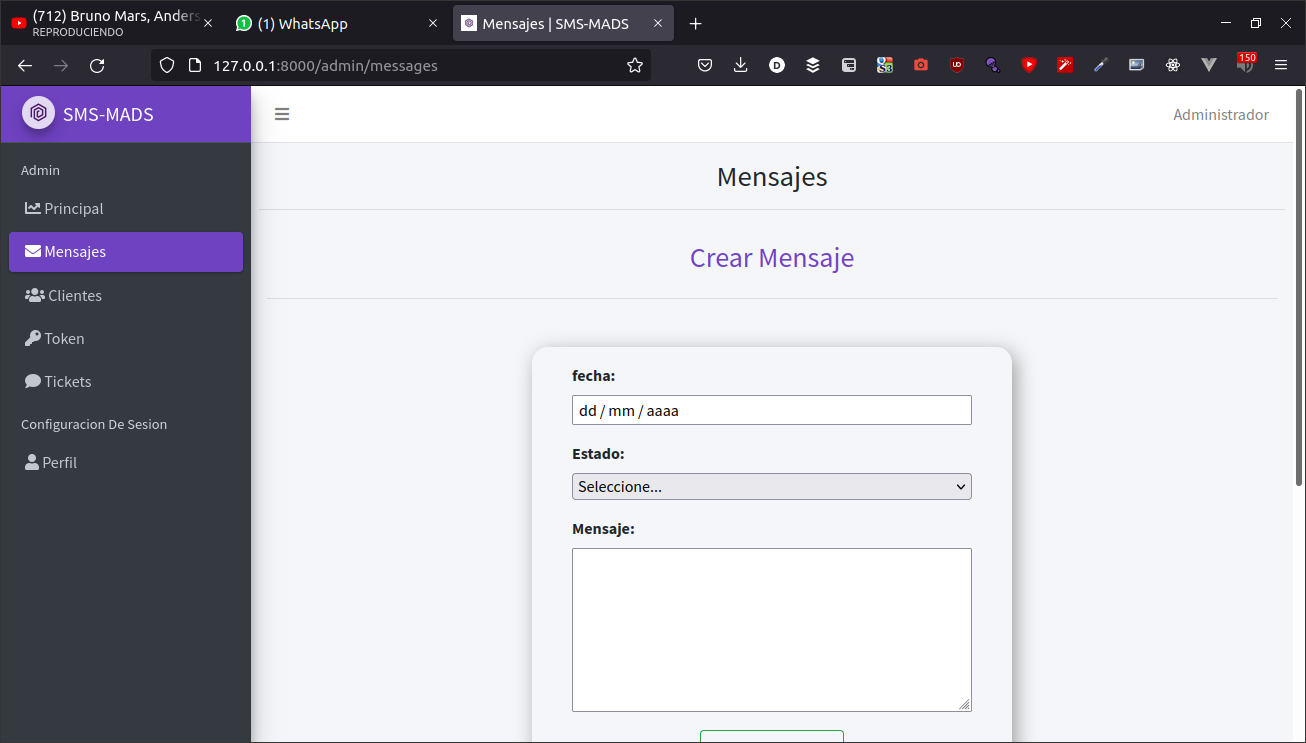 (712) Bruno Mars, Anders
REPRODUCIENDO
(1) WhatsApp
Mensajes | SMS-MADS
127.0.0.1:8000/admin/messages
150
SMS-MADS
Administrador
Admin
Principal
Mensajes
Clientes
Token
Tickets
Configuracion De Sesion
Perfil
Mensajes
Crear Mensaje
fecha:
dd / mm / aaaa
Estado:
Seleccione...
Mensaje: